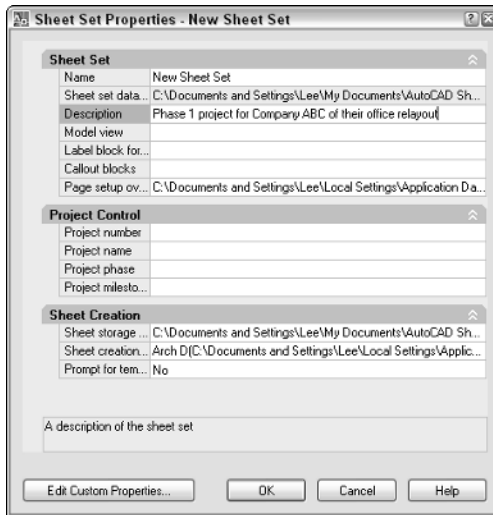 Sheet Set Properties - New Sheet Set
Sheet Set
Name New Sheet Set
Sheet set data... C:\Documents and Settings\Lee\My Documents\AutoCAD Sh...
Description Phase 1 project for Company ABC of their office relayout
Model view
Label block for...
Callout blocks
Page setup ov... C:\Documents and Settings\Lee\Local Settings\Application Da...
Project Control
Project number
Project name
Project phase
Project milesto...
Sheet Creation
Sheet storage ... C:\Documents and Settings\Lee\My Documents\AutoCAD Sh...
Sheet creation... Arch D(C:\Documents and Settings\Lee\Local Settings\Applic...
Prompt for tem... No
A description of the sheet set
Edit Custom Properties... OK Cancel Help